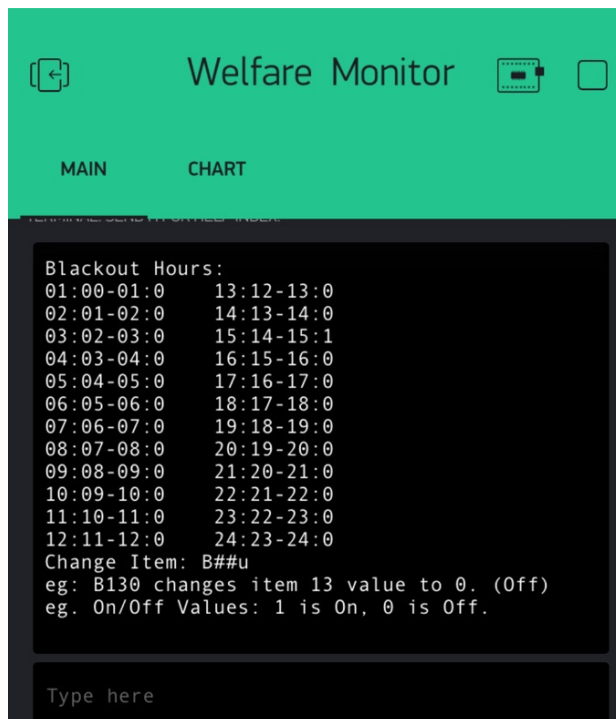 Welfare Monitor
MAIN CHART
TERMINAL: SEND H FOR HELP INDEX.
Blackout Hours:
01:00-01:0 13:12-13:0
02:01-02:0 14:13-14:0
03:02-03:0 15:14-15:1
04:03-04:0 16:15-16:0
05:04-05:0 17:16-17:0
06:05-06:0 18:17-18:0
07:06-07:0 19:18-19:0
08:07-08:0 20:19-20:0
09:08-09:0 21:20-21:0
10:09-10:0 22:21-22:0
11:10-11:0 23:22-23:0
12:11-12:0 24:23-24:0
Change Item: B##u
eg: B130 changes item 13 value to 0. (Off)
eg. On/Off Values: 1 is On, 0 is Off.
Type here